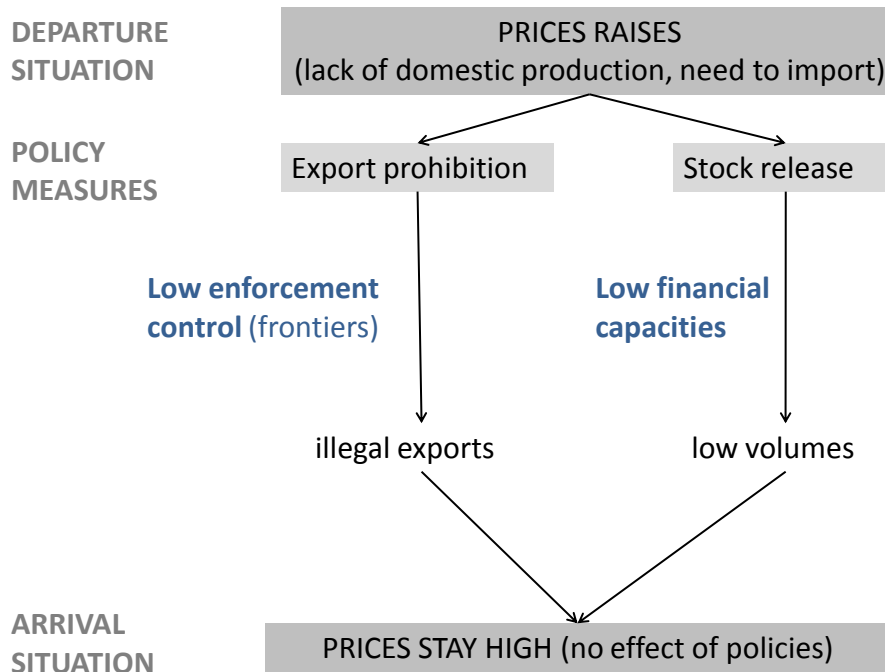 DEPARTURE
SITUATION
PRICES RAISES
(lack of domestic production, need to import)
POLICY
MEASURES
Export prohibition
Stock release
Low enforcement
control (frontiers)
Low financial
capacities
illegal exports
low volumes
ARRIVAL
SITUATION
PRICES STAY HIGH (no effect of policies)